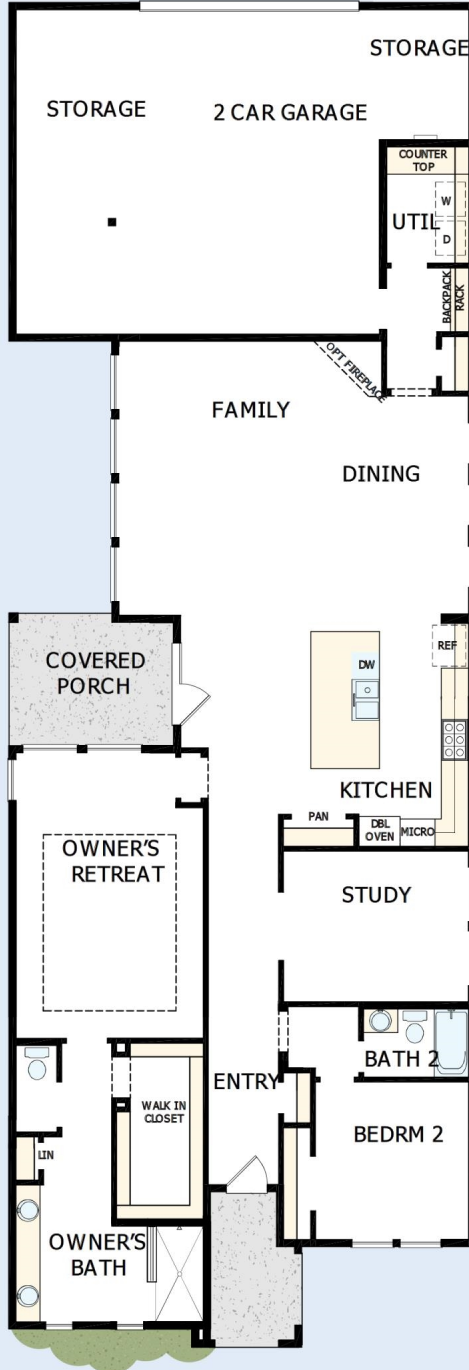 STORAGE
STORAGE
2 CAR GARAGE
COUNTER
TOP
W
UTIL
D
BACKPACK
RACK
OPT FIREPLACE
FAMILY
DINING
REF
COVERED
PORCH
DW
KITCHEN
PAN
DBL
OVEN
MICRO
OWNER'S
RETREAT
STUDY
BATH 2
ENTRY
WALK IN
CLOSET
BEDRM 2
LIN
OWNER'S
BATH